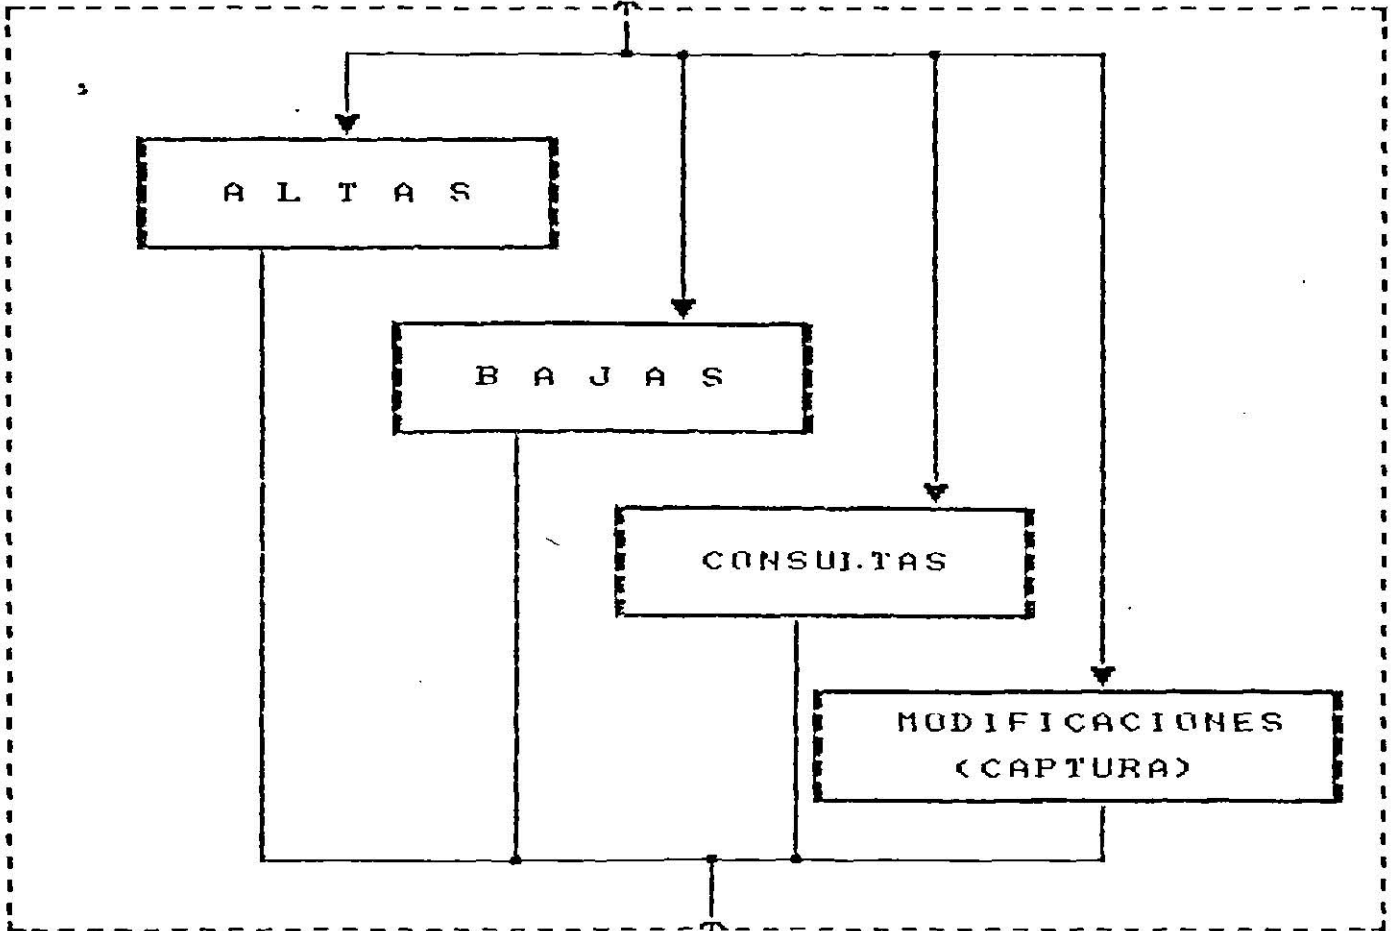 A L T A S
B A J A S
CONSULTAS
MODIFICACIONES
(CAPTURA)